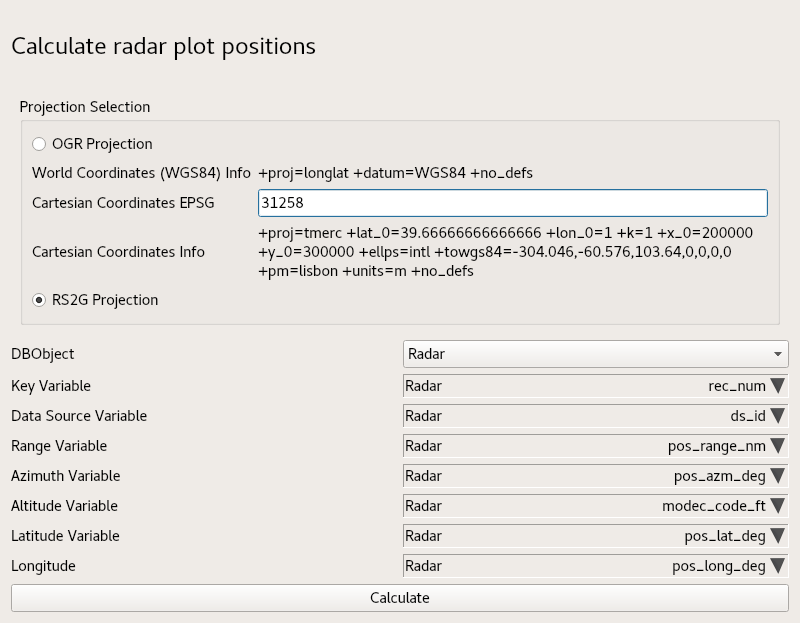 Calculate radar plot positions
Projection Selection
OGR Projection
World Coordinates (WGS84) Info +proj=longlat +datum=WGS84 +no_defs
Cartesian Coordinates EPSG 31258
+proj=tmerc +lat_0=39.66666666666666 +lon_0=1 +k=1 +x_0=200000
Cartesian Coordinates Info +y_0=300000 +ellps=intl +towgs84=-304.046,-60.576,103.64,0,0,0,0
+pm=lisbon +units=m +no_defs
RS2G Projection
DBObject Radar
Key Variable Radar rec_num
Data Source Variable Radar ds_id
Range Variable Radar pos_range_nm
Azimuth Variable Radar pos_azm_deg
Altitude Variable Radar modec_code_ft
Latitude Variable Radar pos_lat_deg
Longitude Radar pos_long_deg
Calculate